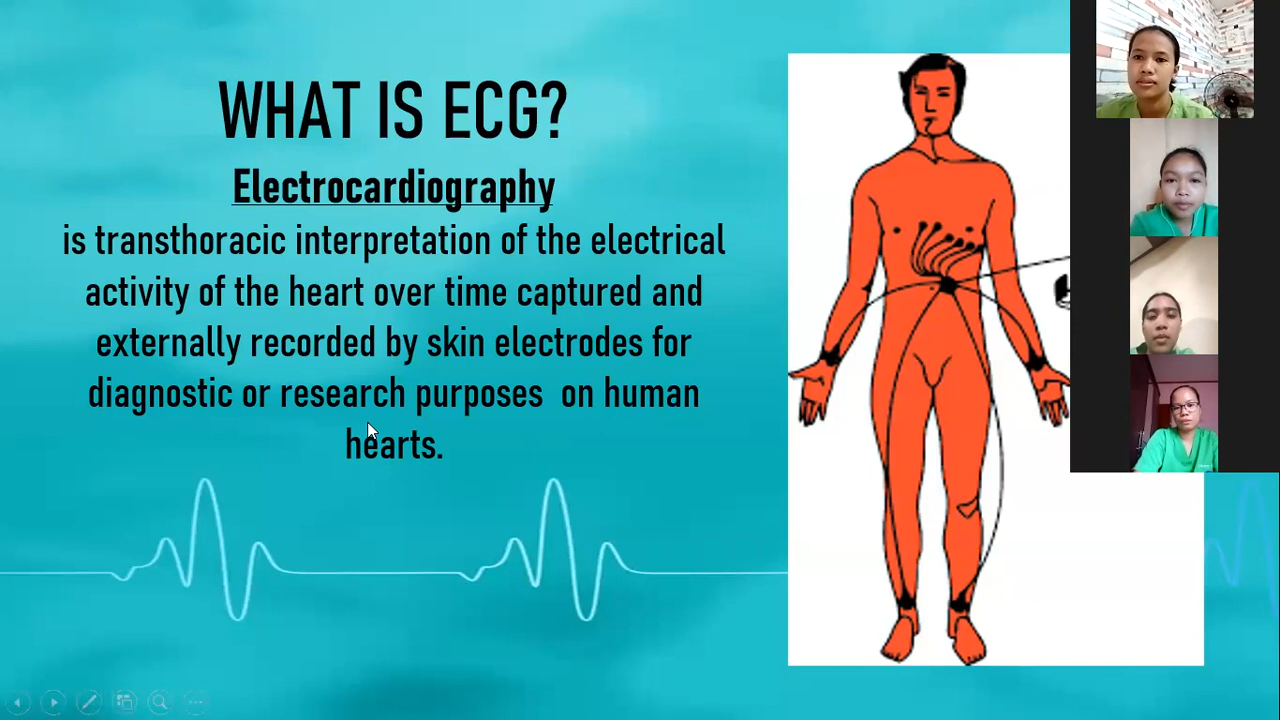 WHAT IS ECG?
Electrocardiography
is transthoracic interpretation of the electrical
activity of the heart over time captured and
externally recorded by skin electrodes for
diagnostic or research purposes on human
hearts.